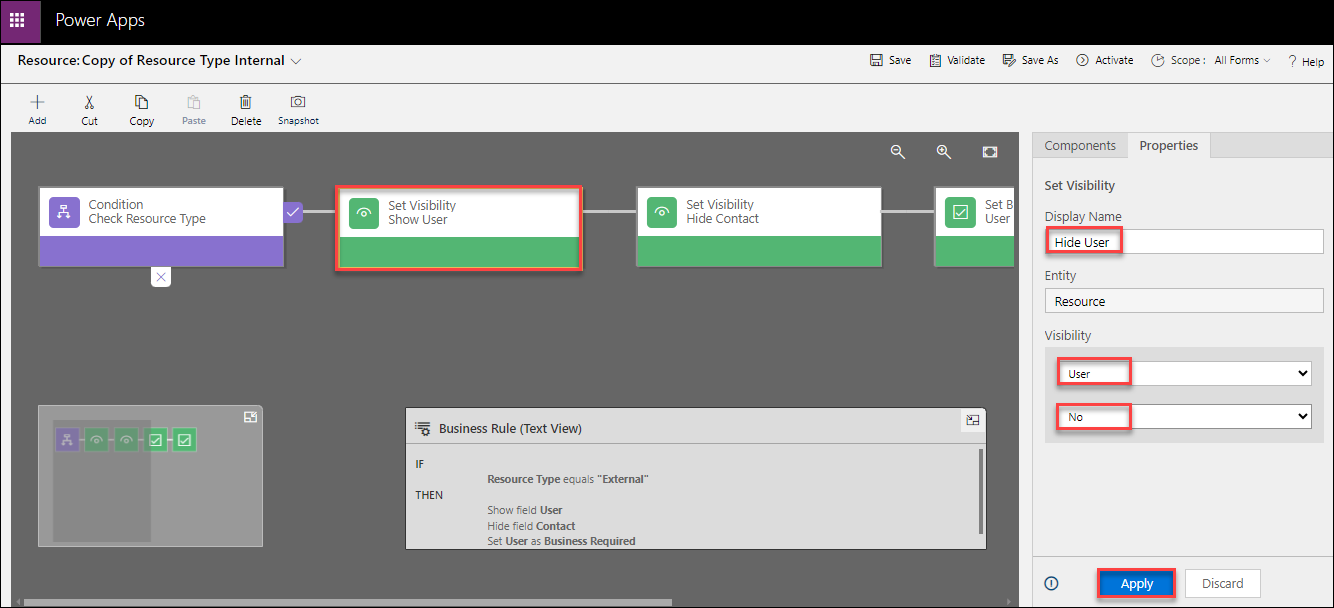 Power Apps
Resource: Copy of Resource Type Internal
Save
Validate
Save As
Activate
Scope :
All Forms
? Help
Add
Cut
Copy
Paste
Delete
Snapshot
Condition
Check Resource Type
Set Visibility
Show User
Set Visibility
Hide Contact
Set B
User
Business Rule (Text View)
IF
Resource Type equals "External"
THEN
Show field User
Hide field Contact
Set User as Business Required
Components
Properties
Set Visibility
Display Name
Hide User
Entity
Resource
Visibility
User
No
Apply
Discard